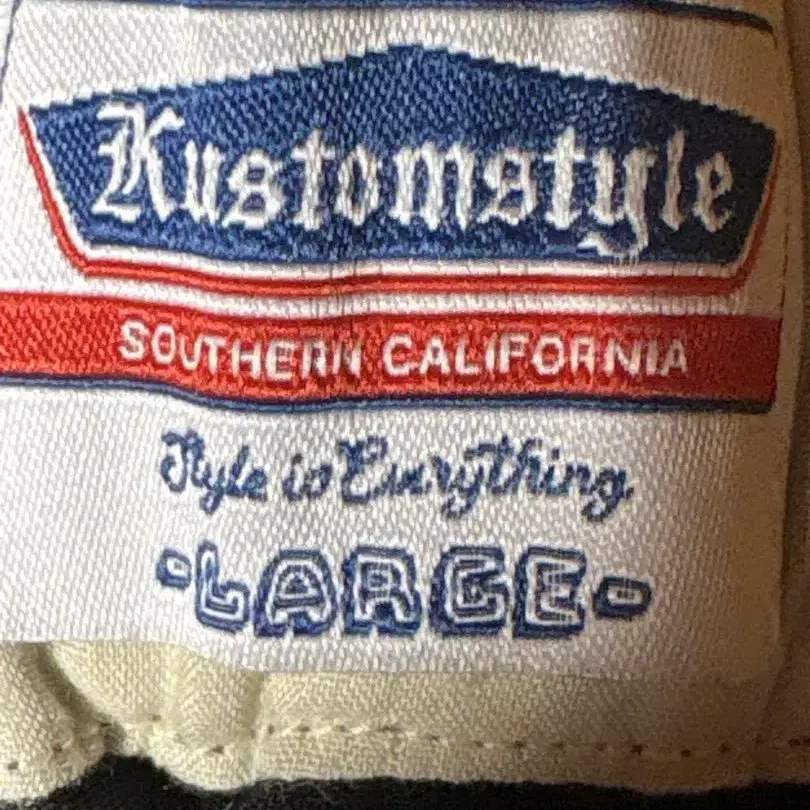 Kustomstyle
SOUTHERN CALIFORNIA
Style is Everything
-LARGE-